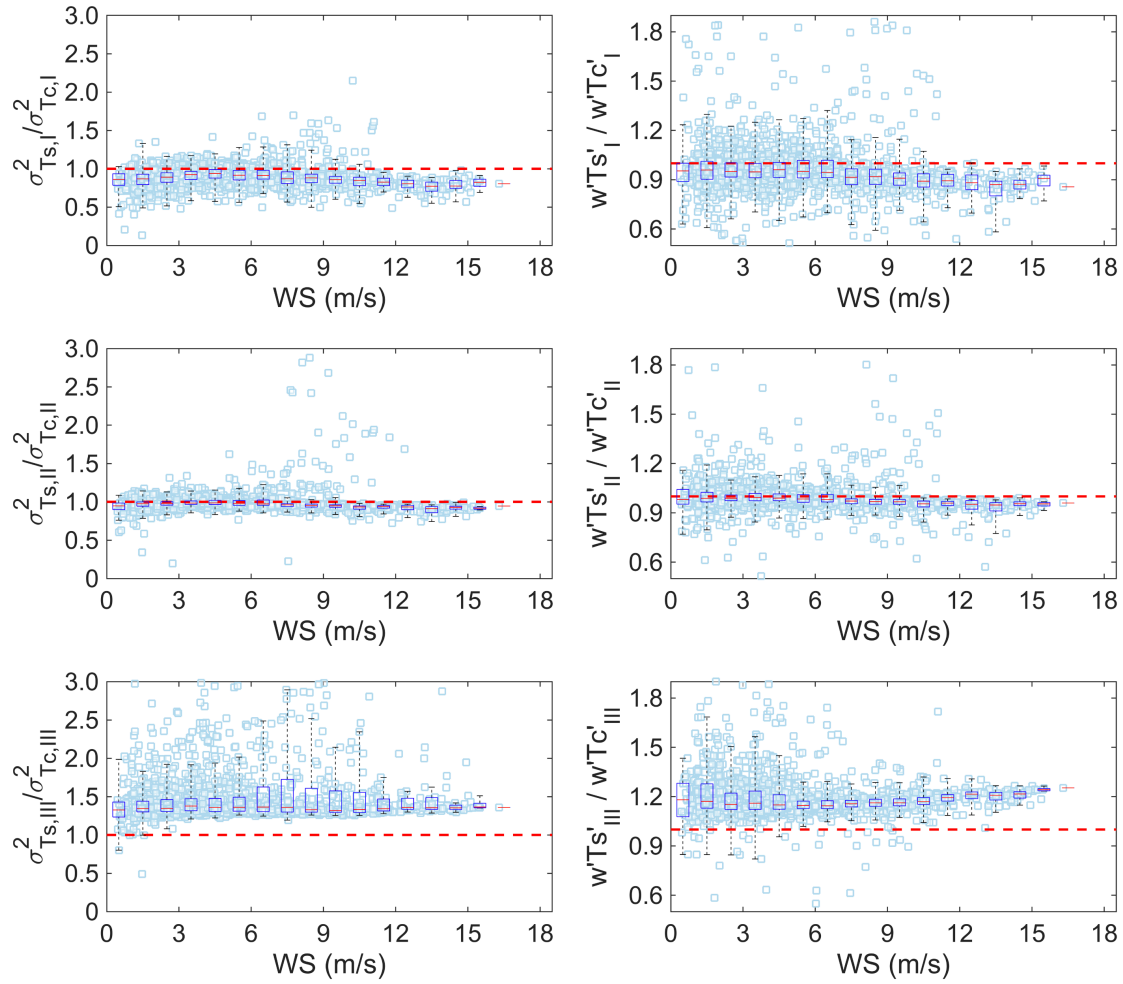 σ²Ts,I/σ²Tc,I
3.0
2.5
2.0
1.5
1.0
0.5
0
0 3 6 9 12 15 18
WS (m/s)
w'Ts'I / w'Tc'I
1.8
1.5
1.2
0.9
0.6
0 3 6 9 12 15 18
WS (m/s)
σ²Ts,II/σ²Tc,II
3.0
2.5
2.0
1.5
1.0
0.5
0
0 3 6 9 12 15 18
WS (m/s)
w'Ts'II / w'Tc'II
1.8
1.5
1.2
0.9
0.6
0 3 6 9 12 15 18
WS (m/s)
σ²Ts,III/σ²Tc,III
3.0
2.5
2.0
1.5
1.0
0.5
0
0 3 6 9 12 15 18
WS (m/s)
w'Ts'III / w'Tc'III
1.8
1.5
1.2
0.9
0.6
0 3 6 9 12 15 18
WS (m/s)